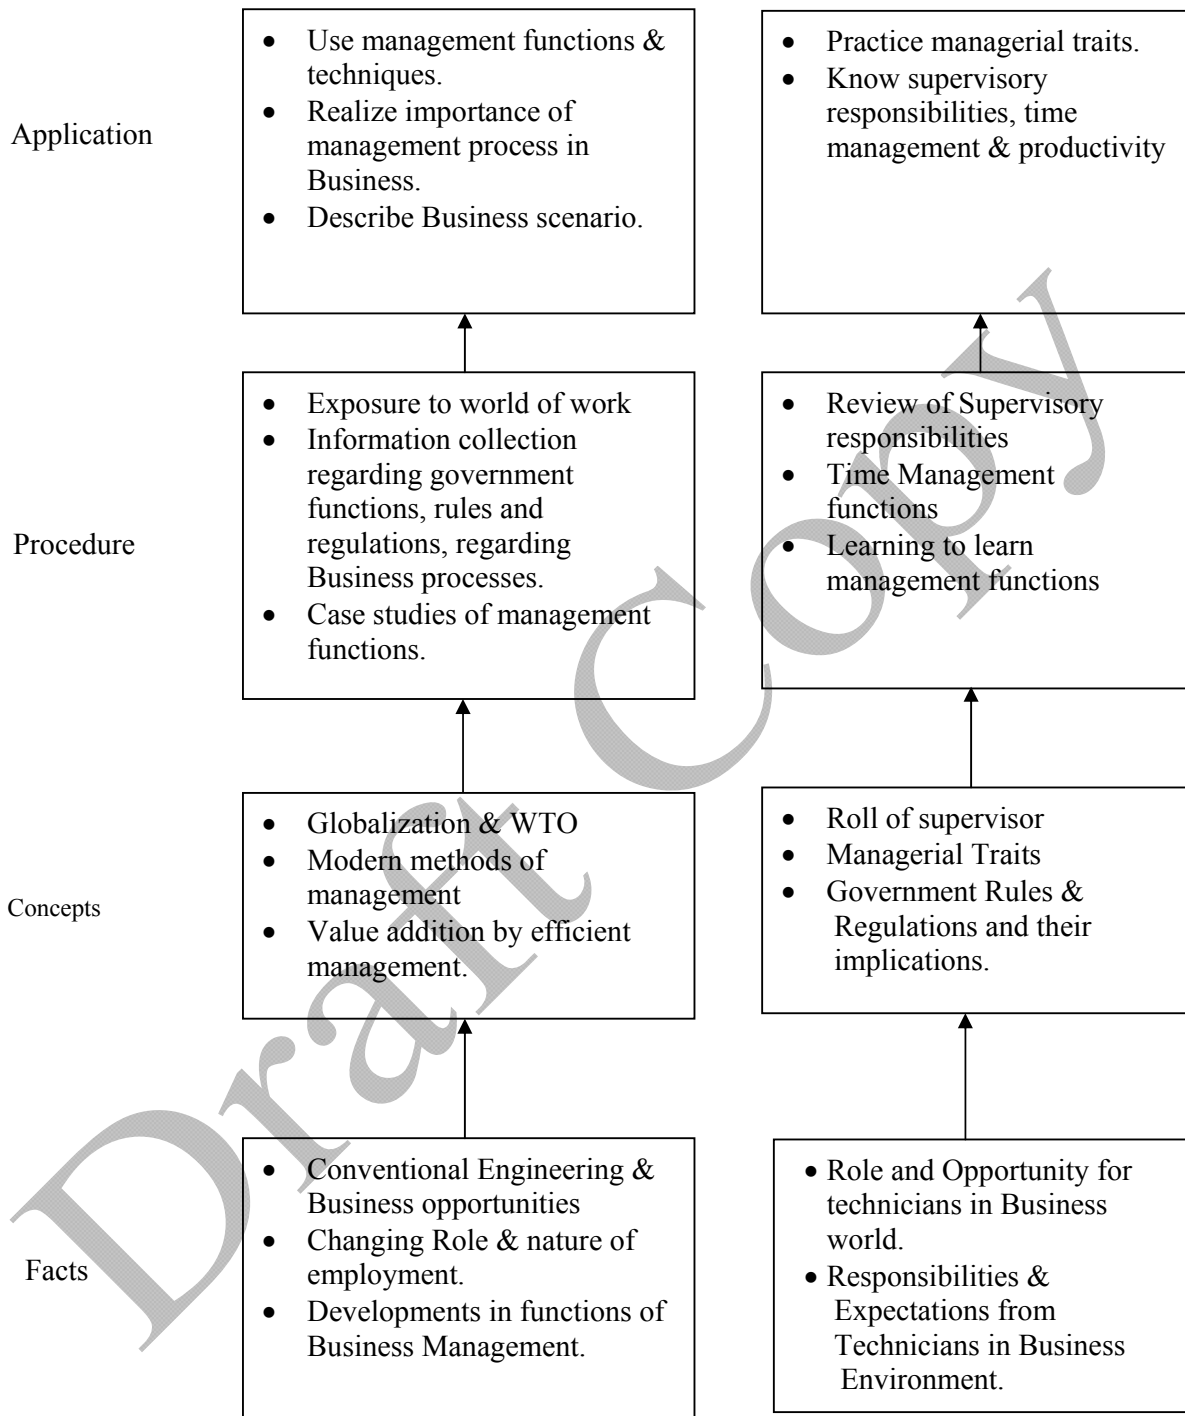 Application
• Use management functions &
techniques.
• Realize importance of
management process in
Business.
• Describe Business scenario.
• Practice managerial traits.
• Know supervisory
responsibilities, time
management & productivity
Procedure
• Exposure to world of work
• Information collection
regarding government
functions, rules and
regulations, regarding
Business processes.
• Case studies of management
functions.
• Review of Supervisory
responsibilities
• Time Management
functions
• Learning to learn
management functions
Concepts
• Globalization & WTO
• Modern methods of
management
• Value addition by efficient
management.
• Roll of supervisor
• Managerial Traits
• Government Rules &
Regulations and their
implications.
Facts
• Conventional Engineering &
Business opportunities
• Changing Role & nature of
employment.
• Developments in functions of
Business Management.
• Role and Opportunity for
technicians in Business
world.
• Responsibilities &
Expectations from
Technicians in Business
Environment.
Draft Copy